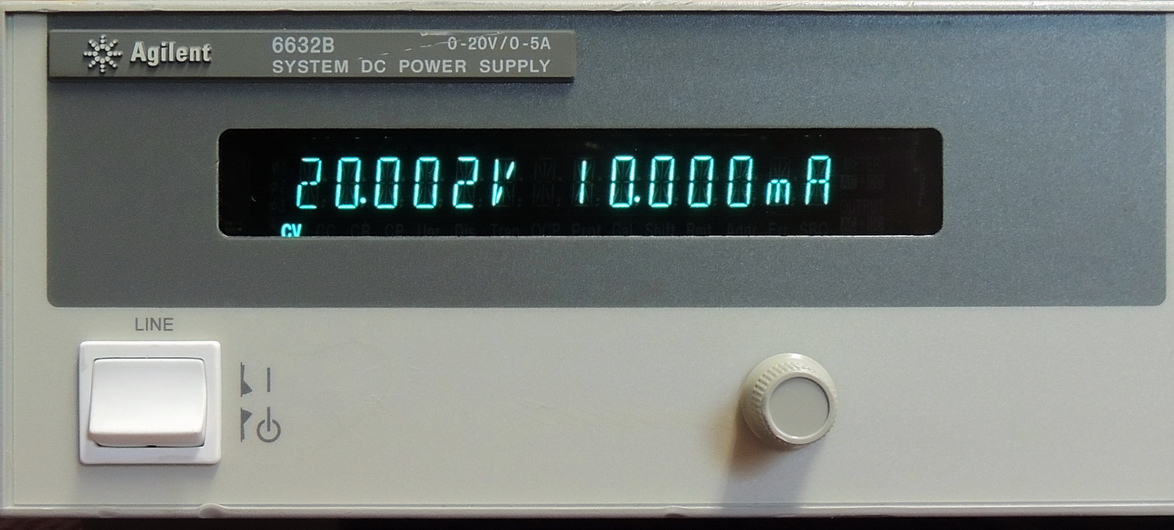 Agilent
6632B 0-20V/0-5A
SYSTEM DC POWER SUPPLY
20.002V 10.000mA
CV
LINE